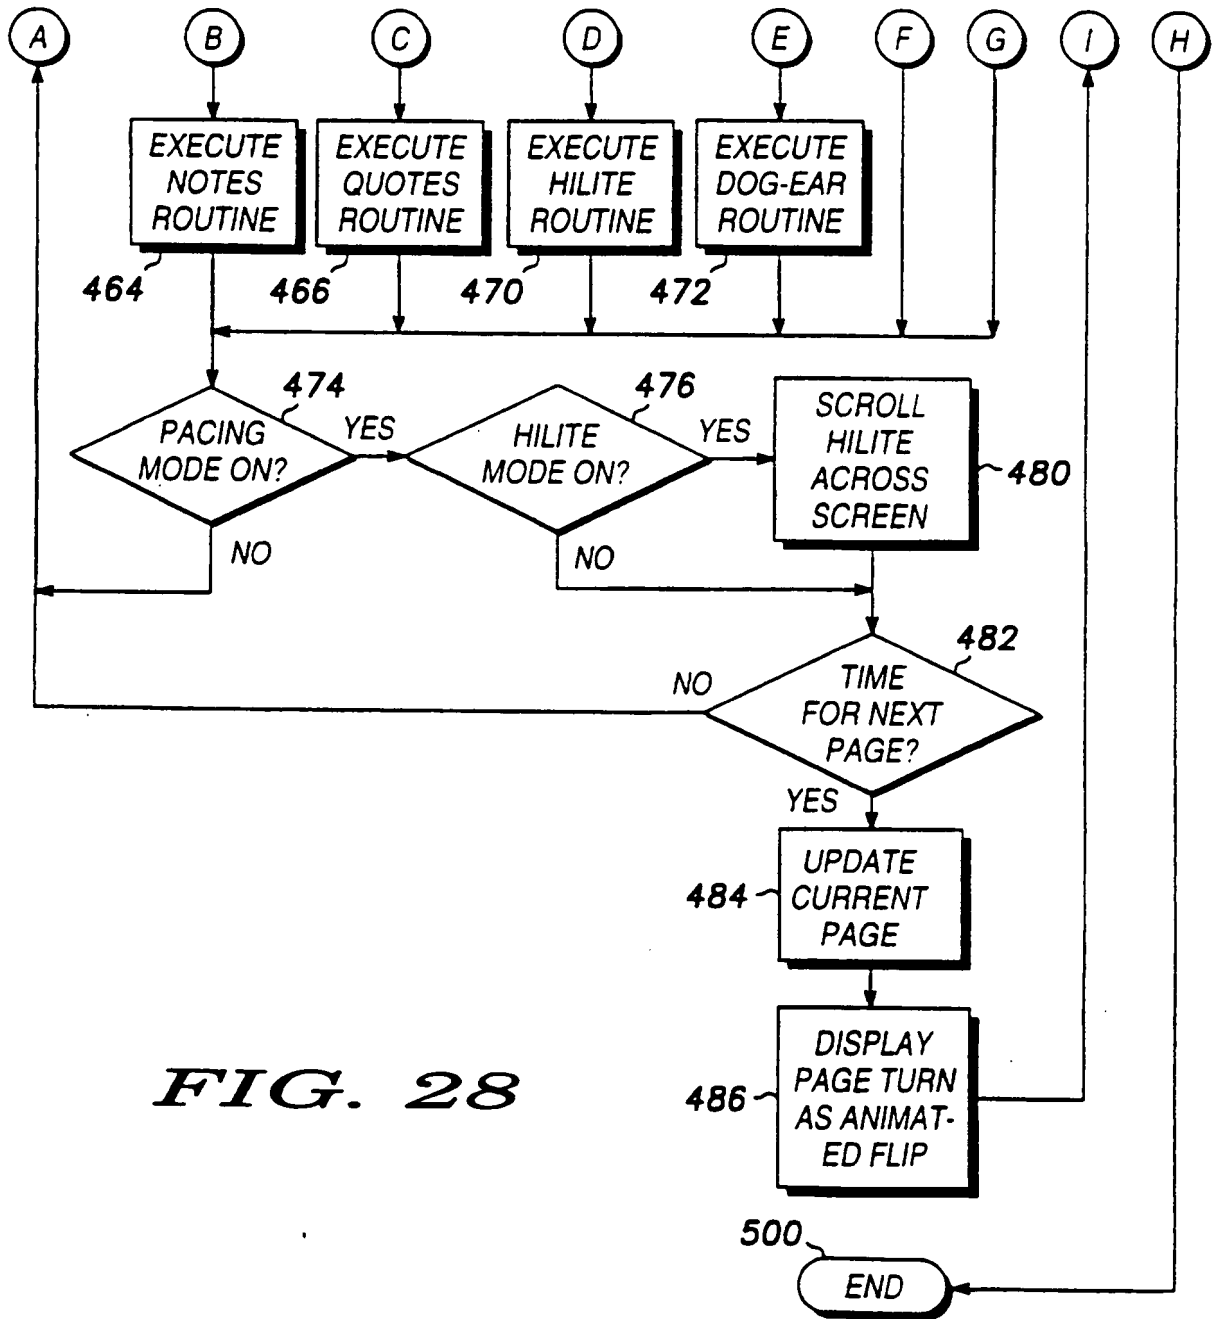 A B C D E F G I H
EXECUTE
NOTES
ROUTINE
EXECUTE
QUOTES
ROUTINE
EXECUTE
HILITE
ROUTINE
EXECUTE
DOG-EAR
ROUTINE
464
466
470
472
474
PACING
MODE ON?
YES
NO
476
HILITE
MODE ON?
YES
NO
SCROLL
HILITE
ACROSS
SCREEN
480
482
TIME
FOR NEXT
PAGE?
NO
YES
UPDATE
CURRENT
PAGE
484
DISPLAY
PAGE TURN
AS ANIMAT-
ED FLIP
486
FIG. 28
500
END